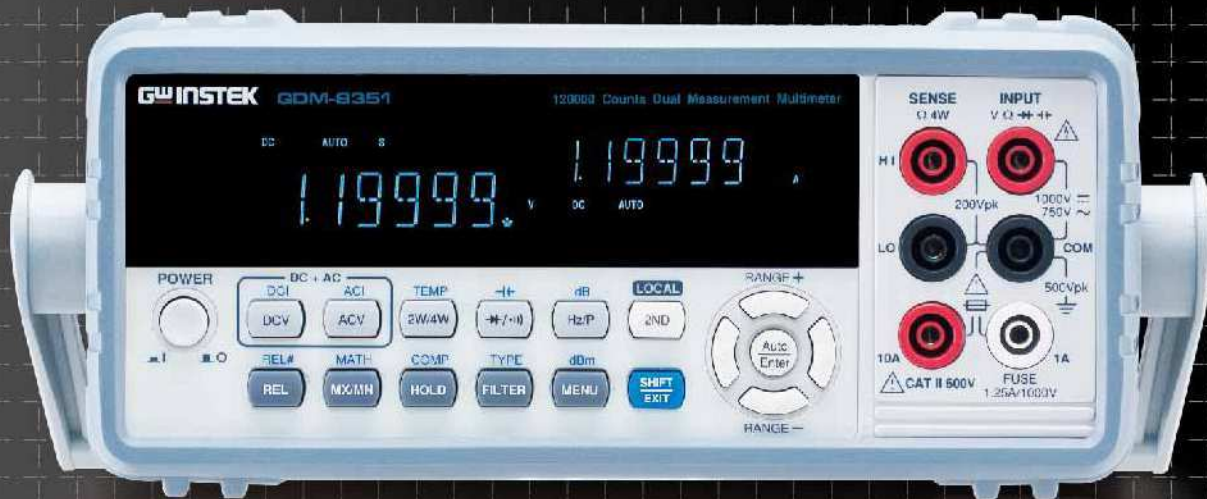 GWINSTEK GDM-8351 120000 Counts Dual Measurement Multimeter
DC AUTO S
1.19999 V
1.19999 A
DC AUTO
POWER
I O
DC + AC
DCI ACI TEMP dB LOCAL
DCV ACV 2W/4W Hz/P 2ND
REL# MATH COMP TYPE dBm
REL MX/MN HOLD FILTER MENU SHIFT
EXIT
RANGE +
Auto
Enter
RANGE −
SENSE INPUT
Ω 4W V Ω
HI
200Vpk 1000V
750V
LO COM
500Vpk
10A 1A
CAT II 600V FUSE
1.25A/1000V